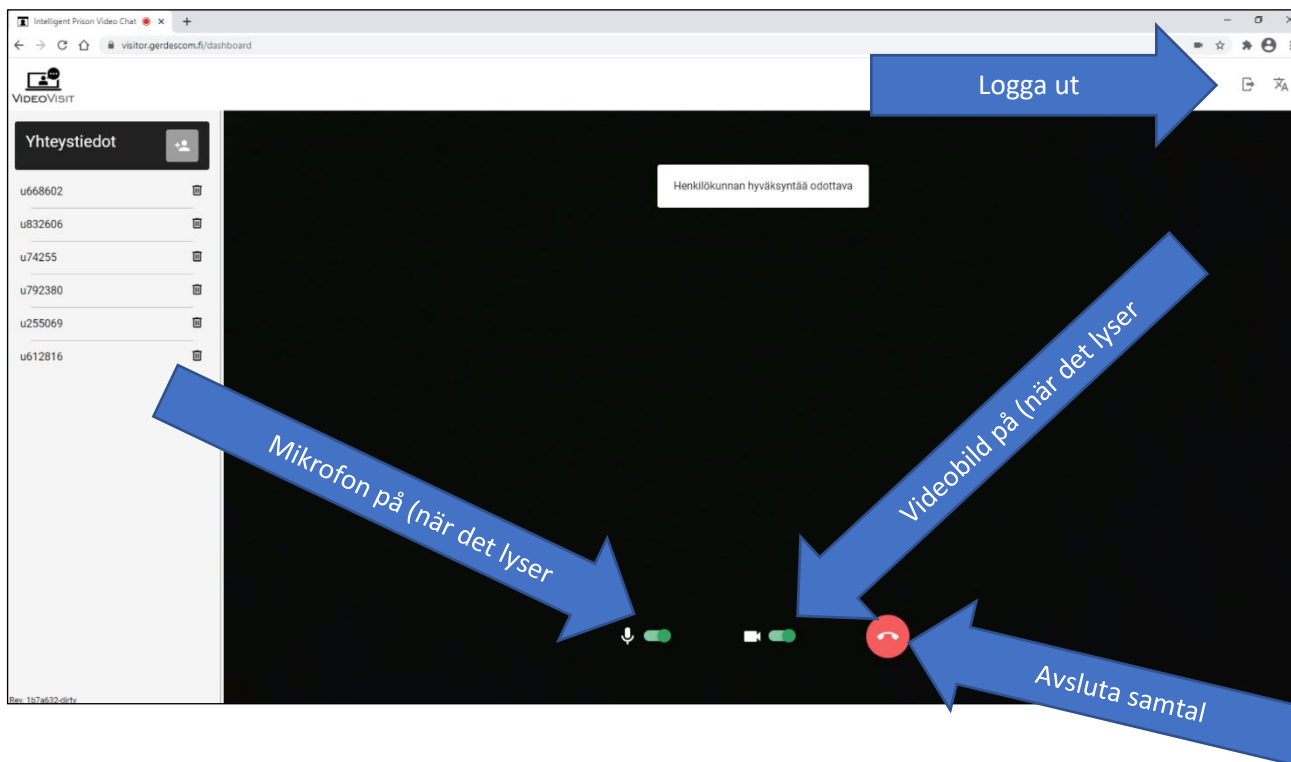 Intelligent Prison Video Chat
visitor.gerdescom.fi/dashboard
VIDEOVISIT
Logga ut
Yhteystiedot
Henkilökunnan hyväksyntää odottava
u668602
u832606
u74255
u792380
u255069
u612816
Videobild på (när det lyser
Mikrofon på (när det lyser
Avsluta samtal
Rev. 1b7a632-dirty